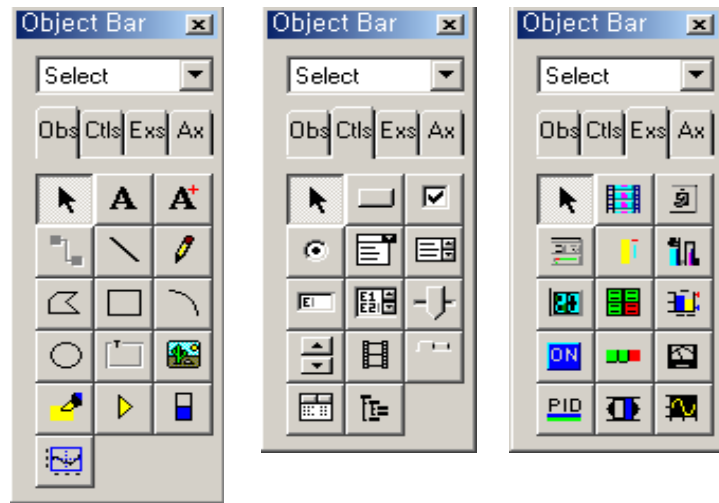 Object Bar
Select
Obs Ctls Exs Ax
A A+
T
Object Bar
Select
Obs Ctls Exs Ax
E1
E1
E2
Object Bar
Select
Obs Ctls Exs Ax
ON
PID